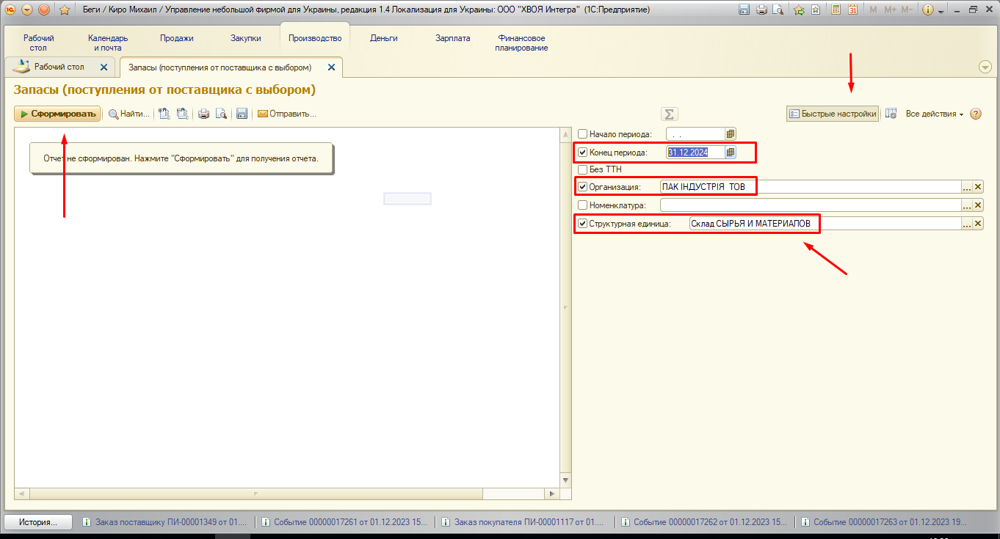 Беги / Киро Михаил / Управление небольшой фирмой для Украины, редакция 1.4 Локализация для Украины: ООО "ХВОЯ Интегра" (1С:Предприятие)
31 M M+ M-
Рабочий стол
Календарь и почта
Продажи
Закупки
Производство
Деньги
Зарплата
Финансовое планирование
Рабочий стол
Запасы (поступления от поставщика с выбором)
Запасы (поступления от поставщика с выбором)
Сформировать
Найти...
Отправить...
Σ
Быстрые настройки
Все действия
?
Отчет не сформирован. Нажмите "Сформировать" для получения отчета.
Начало периода: . .
Конец периода: 31.12.2024
Без ТТН
Организация: ПАК ІНДУСТРІЯ ТОВ ...
Номенклатура: ...
Структурная единица: Склад СЫРЬЯ И МАТЕРИАЛОВ ...
История...
Заказ поставщику ПИ-00001349 от 01....
Событие 00000017261 от 01.12.2023 15...
Заказ покупателя ПИ-00001117 от 01....
Событие 00000017262 от 01.12.2023 15...
Событие 00000017263 от 01.12.2023 19...